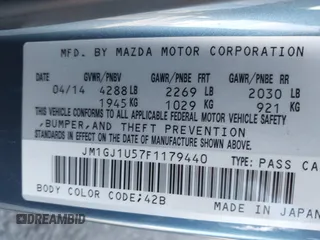 MFD. BY MAZDA MOTOR CORPORATION
GVWR/PNBV GAWR/PNBE FRT GAWR/PNBE RR
04/14 4288 LB 2269 LB 2030 LB
1945 KG 1029 KG 921 KG
THIS VEHICLE CONFORMS TO ALL APPLICABLE
FEDERAL MOTOR VEHICLE SAFETY
,BUMPER, AND THEFT PREVENTION STANDARDS
IN EFFECT ON THE DATE OF MANUFACTURE
SHOWN ABOVE.
JM1GJ1U57F1179440 TYPE: PASS CA
BODY COLOR CODE:42B MADE IN JAPAN
DREAMBID